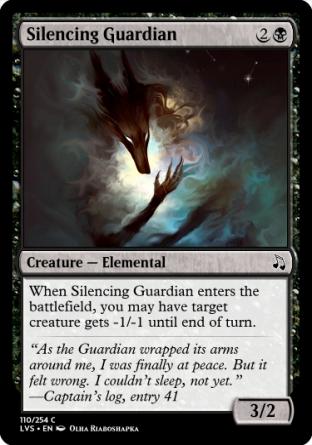 Silencing Guardian 2
Creature — Elemental
When Silencing Guardian enters the
battlefield, you may have target
creature gets -1/-1 until end of turn.
“As the Guardian wrapped its arms
around me, I was finally at peace. But it
felt wrong. I couldn’t sleep, not yet.”
—Captain’s log, entry 41
3/2
110/254 C
LVS • EN Olha Riaboshapka